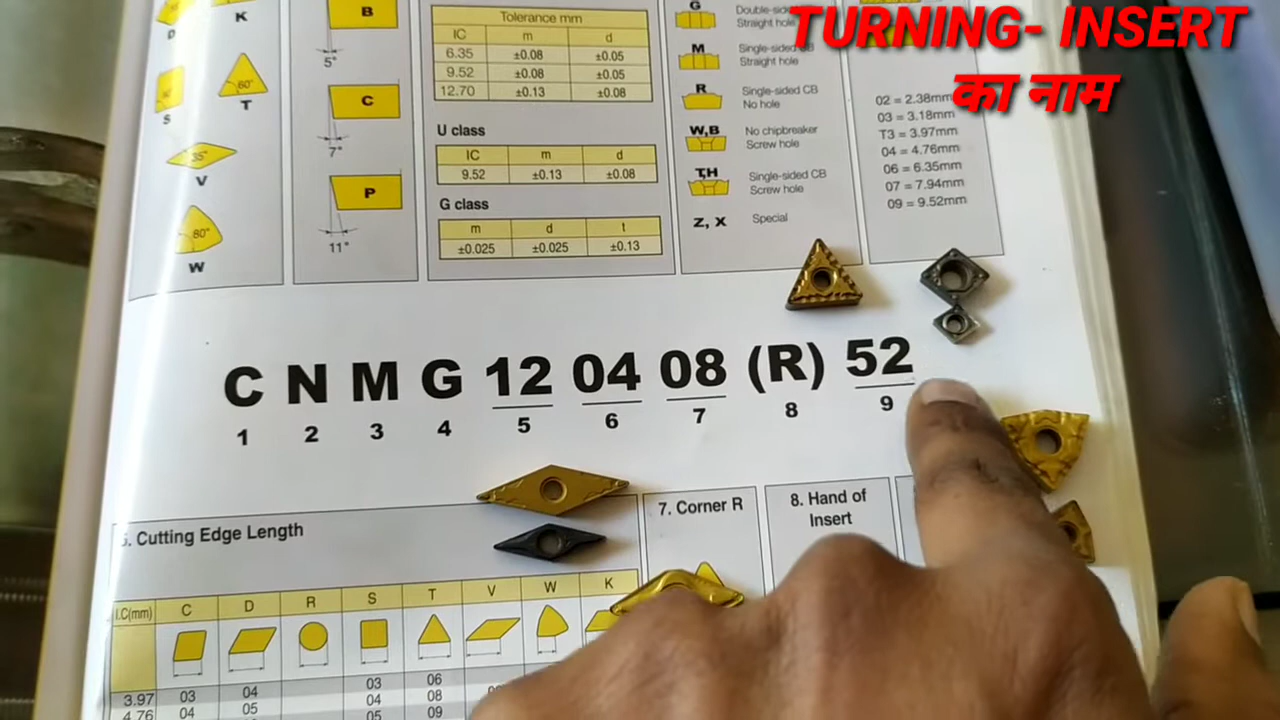 TURNING- INSERT
का नाम
D
K
S
60°
T
35°
V
80°
W
B
5°
C
7°
P
11°
Tolerance mm
IC m d
6.35 ±0.08 ±0.05
9.52 ±0.08 ±0.05
12.70 ±0.13 ±0.08
U class
IC m d
9.52 ±0.13 ±0.08
G class
m d t
±0.025 ±0.025 ±0.13
G
Straight hole
M Single-sided
Straight hole
R Single-sided CB
No hole
W,B No chipbreaker
Screw hole
T,H Single-sided CB
Screw hole
Z, X Special
02 = 2.38mm
03 = 3.18mm
T3 = 3.97mm
04 = 4.76mm
06 = 6.35mm
07 = 7.94mm
09 = 9.52mm
C N M G 12 04 08 (R) 52
1 2 3 4 5 6 7 8 9
5. Cutting Edge Length
7. Corner R
8. Hand of
Insert
I.C(mm) C D R S T V W K
3.97 03 04 03 06
4.76 04 05 04 08
05 09